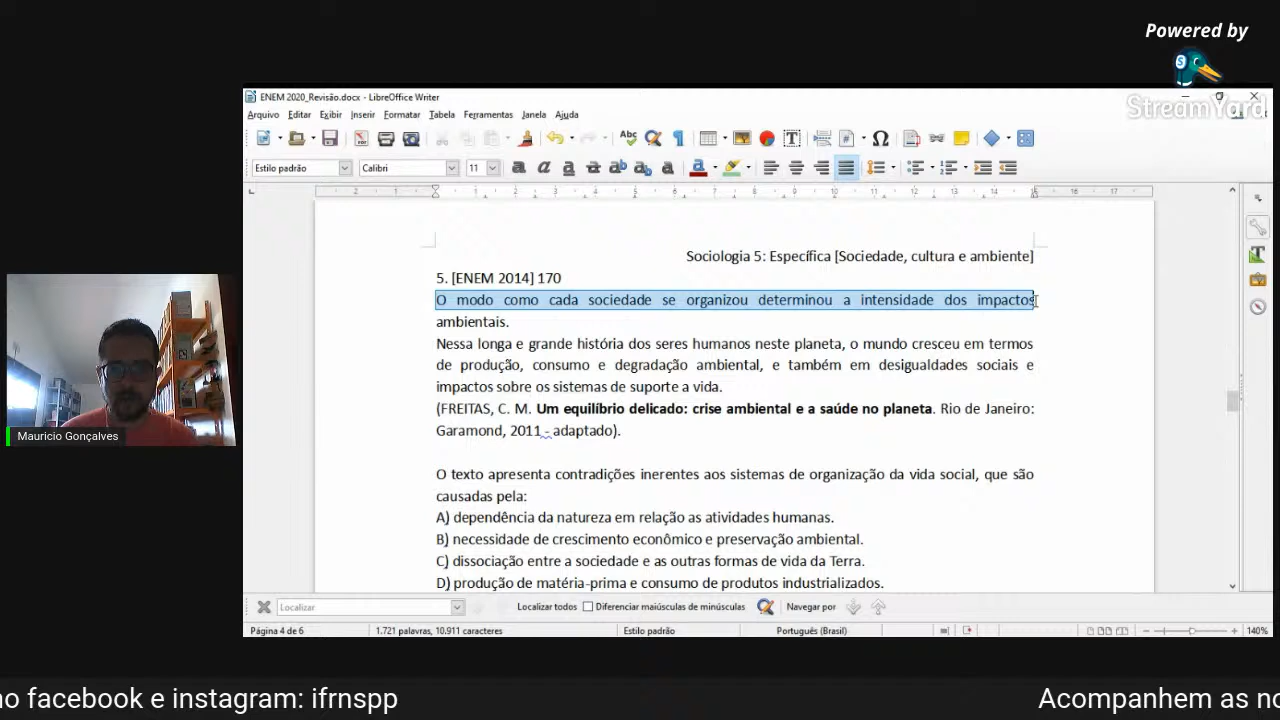 Powered by
StreamYard
ENEM 2020_Revisão.docx - LibreOffice Writer
Arquivo Editar Exibir Inserir Formatar Tabela Ferramentas Janela Ajuda
Estilo padrão Calibri 11
Sociologia 5: Específica [Sociedade, cultura e ambiente]
5. [ENEM 2014] 170
O modo como cada sociedade se organizou determinou a intensidade dos impactos
ambientais.
Nessa longa e grande história dos seres humanos neste planeta, o mundo cresceu em termos
de produção, consumo e degradação ambiental, e também em desigualdades sociais e
impactos sobre os sistemas de suporte a vida.
(FREITAS, C. M. Um equilíbrio delicado: crise ambiental e a saúde no planeta. Rio de Janeiro:
Garamond, 2011 - adaptado).
O texto apresenta contradições inerentes aos sistemas de organização da vida social, que são
causadas pela:
A) dependência da natureza em relação as atividades humanas.
B) necessidade de crescimento econômico e preservação ambiental.
C) dissociação entre a sociedade e as outras formas de vida da Terra.
D) produção de matéria-prima e consumo de produtos industrializados.
Mauricio Gonçalves
Localizar Localizar todos Diferenciar maiúsculas de minúsculas Navegar por
Página 4 de 6 1.721 palavras, 10.911 caracteres Estilo padrão Português (Brasil) 140%
no facebook e instagram: ifrnspp Acompanhem as no